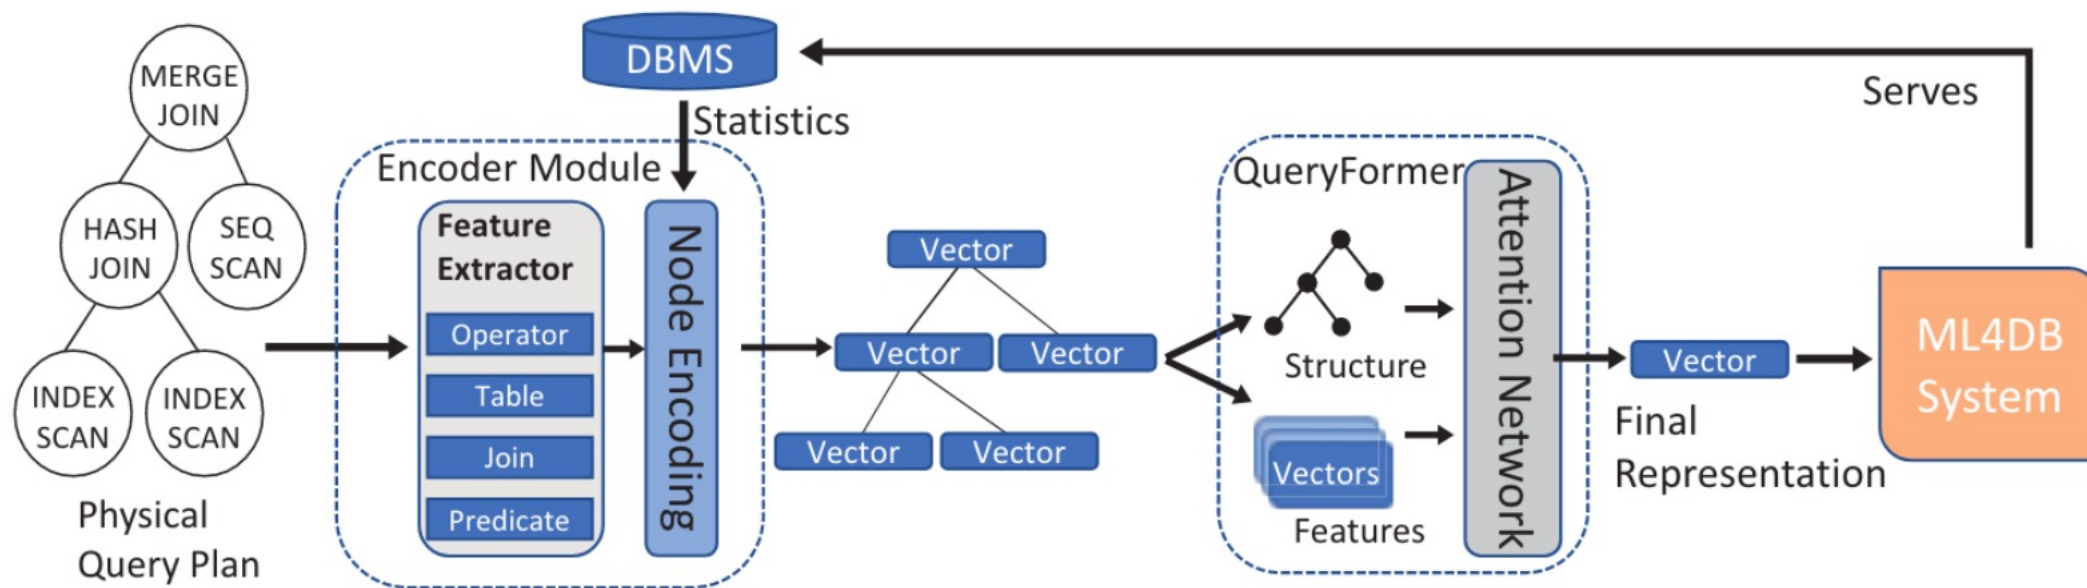 MERGE
JOIN
HASH
JOIN
SEQ
SCAN
INDEX
SCAN
INDEX
SCAN
Physical
Query Plan
DBMS
Statistics
Encoder Module
Feature
Extractor
Operator
Table
Join
Predicate
Node Encoding
Vector
Vector
Vector
Vector
Vector
QueryFormer
Structure
Vectors
Features
Attention Network
Vector
Final
Representation
Serves
ML4DB
System